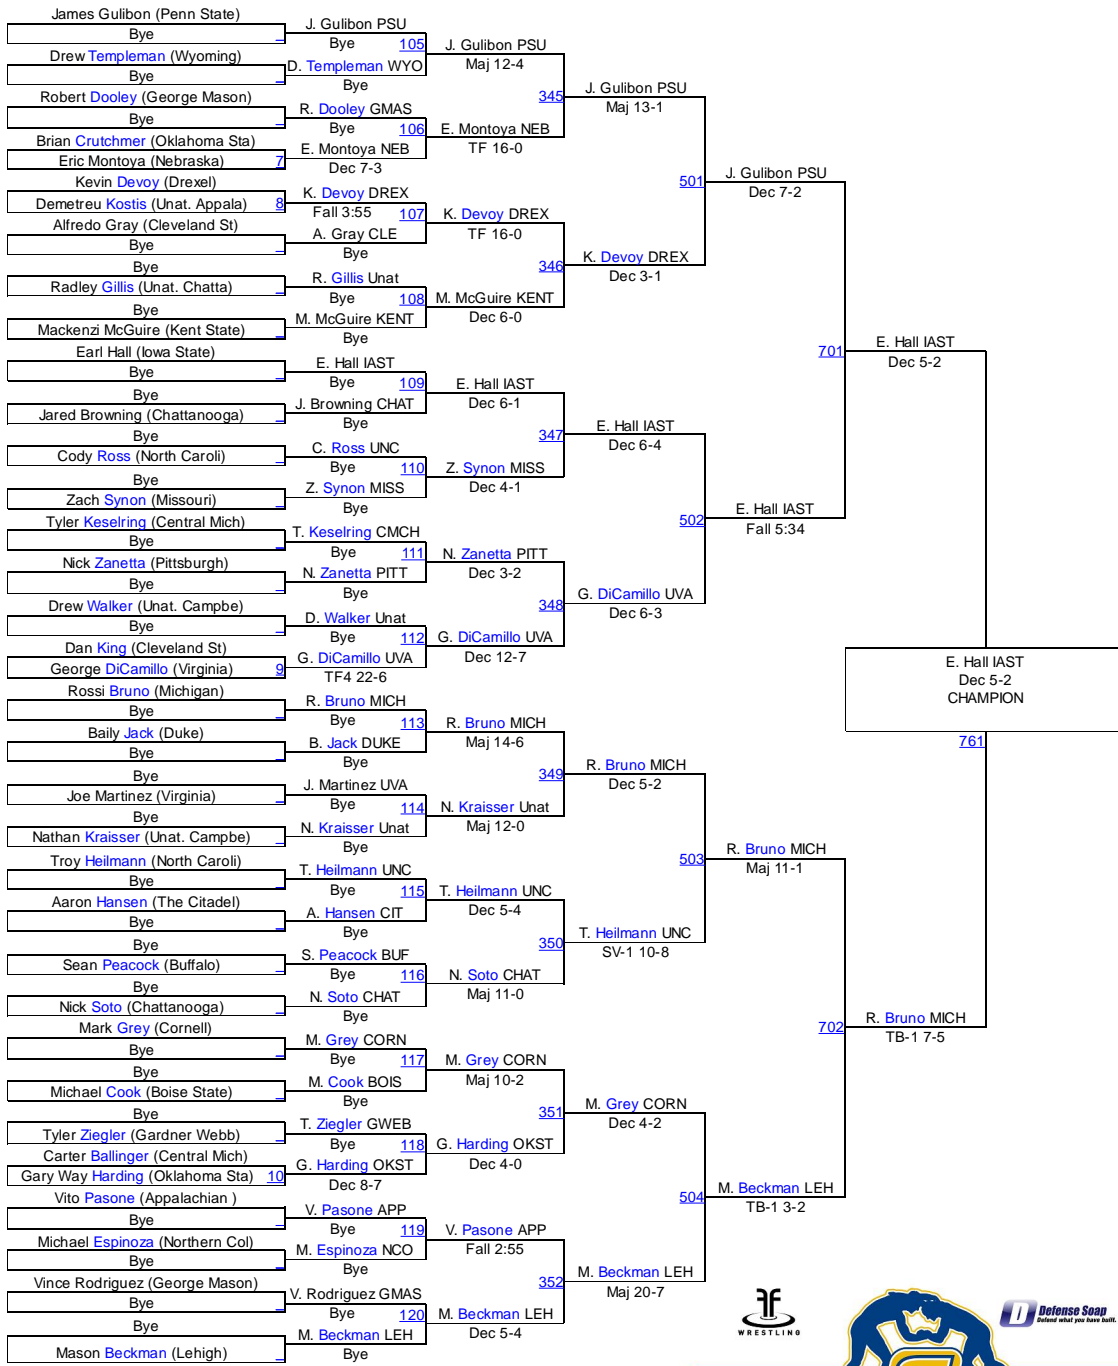 James Gulibon (Penn State)
Bye
Drew Templeman (Wyoming)
Bye
Robert Dooley (George Mason)
Bye
Brian Crutchmer (Oklahoma Sta)
Eric Montoya (Nebraska) 7
Kevin Devoy (Drexel)
Demetreu Kostis (Unat. Appala) 8
Alfredo Gray (Cleveland St)
Bye
Bye
Radley Gillis (Unat. Chatta)
Bye
Mackenzi McGuire (Kent State)
Earl Hall (Iowa State)
Bye
Bye
Jared Browning (Chattanooga)
Bye
Cody Ross (North Caroli)
Bye
Zach Synon (Missouri)
Tyler Keselring (Central Mich)
Bye
Nick Zanetta (Pittsburgh)
Bye
Drew Walker (Unat. Campbe)
Bye
Dan King (Cleveland St)
George DiCamillo (Virginia) 9
Rossi Bruno (Michigan)
Bye
Baily Jack (Duke)
Bye
Bye
Joe Martinez (Virginia)
Bye
Nathan Kraisser (Unat. Campbe)
Troy Heilmann (North Caroli)
Bye
Aaron Hansen (The Citadel)
Bye
Bye
Sean Peacock (Buffalo)
Bye
Nick Soto (Chattanooga)
Mark Grey (Cornell)
Bye
Bye
Michael Cook (Boise State)
Bye
Tyler Ziegler (Gardner Webb)
Carter Ballinger (Central Mich)
Gary Way Harding (Oklahoma Sta) 10
Vito Pasone (Appalachian )
Bye
Michael Espinoza (Northern Col)
Bye
Vince Rodriguez (George Mason)
Bye
Bye
Mason Beckman (Lehigh)
J. Gulibon PSU
Bye 105
D. Templeman WYO
Bye
R. Dooley GMAS
Bye 106
E. Montoya NEB
Dec 7-3
K. Devoy DREX
Fall 3:55 107
A. Gray CLE
Bye
R. Gillis Unat
Bye 108
M. McGuire KENT
Bye
E. Hall IAST
Bye 109
J. Browning CHAT
Bye
C. Ross UNC
Bye 110
Z. Synon MISS
Bye
T. Keselring CMCH
Bye 111
N. Zanetta PITT
Bye
D. Walker Unat
Bye 112
G. DiCamillo UVA
TF4 22-6
R. Bruno MICH
Bye 113
B. Jack DUKE
Bye
J. Martinez UVA
Bye 114
N. Kraisser Unat
Bye
T. Heilmann UNC
Bye 115
A. Hansen CIT
Bye
S. Peacock BUF
Bye 116
N. Soto CHAT
Bye
M. Grey CORN
Bye 117
M. Cook BOIS
Bye
T. Ziegler GWEB
Bye 118
G. Harding OKST
Dec 8-7
V. Pasone APP
Bye 119
M. Espinoza NCO
Bye
V. Rodriguez GMAS
Bye 120
M. Beckman LEH
Bye
J. Gulibon PSU
Maj 12-4
345
E. Montoya NEB
TF 16-0
K. Devoy DREX
TF 16-0
346
M. McGuire KENT
Dec 6-0
E. Hall IAST
Dec 6-1
347
Z. Synon MISS
Dec 4-1
N. Zanetta PITT
Dec 3-2
348
G. DiCamillo UVA
Dec 12-7
R. Bruno MICH
Maj 14-6
349
N. Kraisser Unat
Maj 12-0
T. Heilmann UNC
Dec 5-4
350
N. Soto CHAT
Maj 11-0
M. Grey CORN
Maj 10-2
351
G. Harding OKST
Dec 4-0
V. Pasone APP
Fall 2:55
352
M. Beckman LEH
Dec 5-4
J. Gulibon PSU
Maj 13-1
501
K. Devoy DREX
Dec 3-1
E. Hall IAST
Dec 6-4
502
G. DiCamillo UVA
Dec 6-3
R. Bruno MICH
Dec 5-2
503
T. Heilmann UNC
SV-1 10-8
M. Grey CORN
Dec 4-2
504
M. Beckman LEH
Maj 20-7
J. Gulibon PSU
Dec 7-2
701
E. Hall IAST
Fall 5:34
R. Bruno MICH
Maj 11-1
702
M. Beckman LEH
TB-1 3-2
E. Hall IAST
Dec 5-2
R. Bruno MICH
TB-1 7-5
E. Hall IAST
Dec 5-2
CHAMPION
761
WRESTLING
D Defense Soap
Defend what you have built.